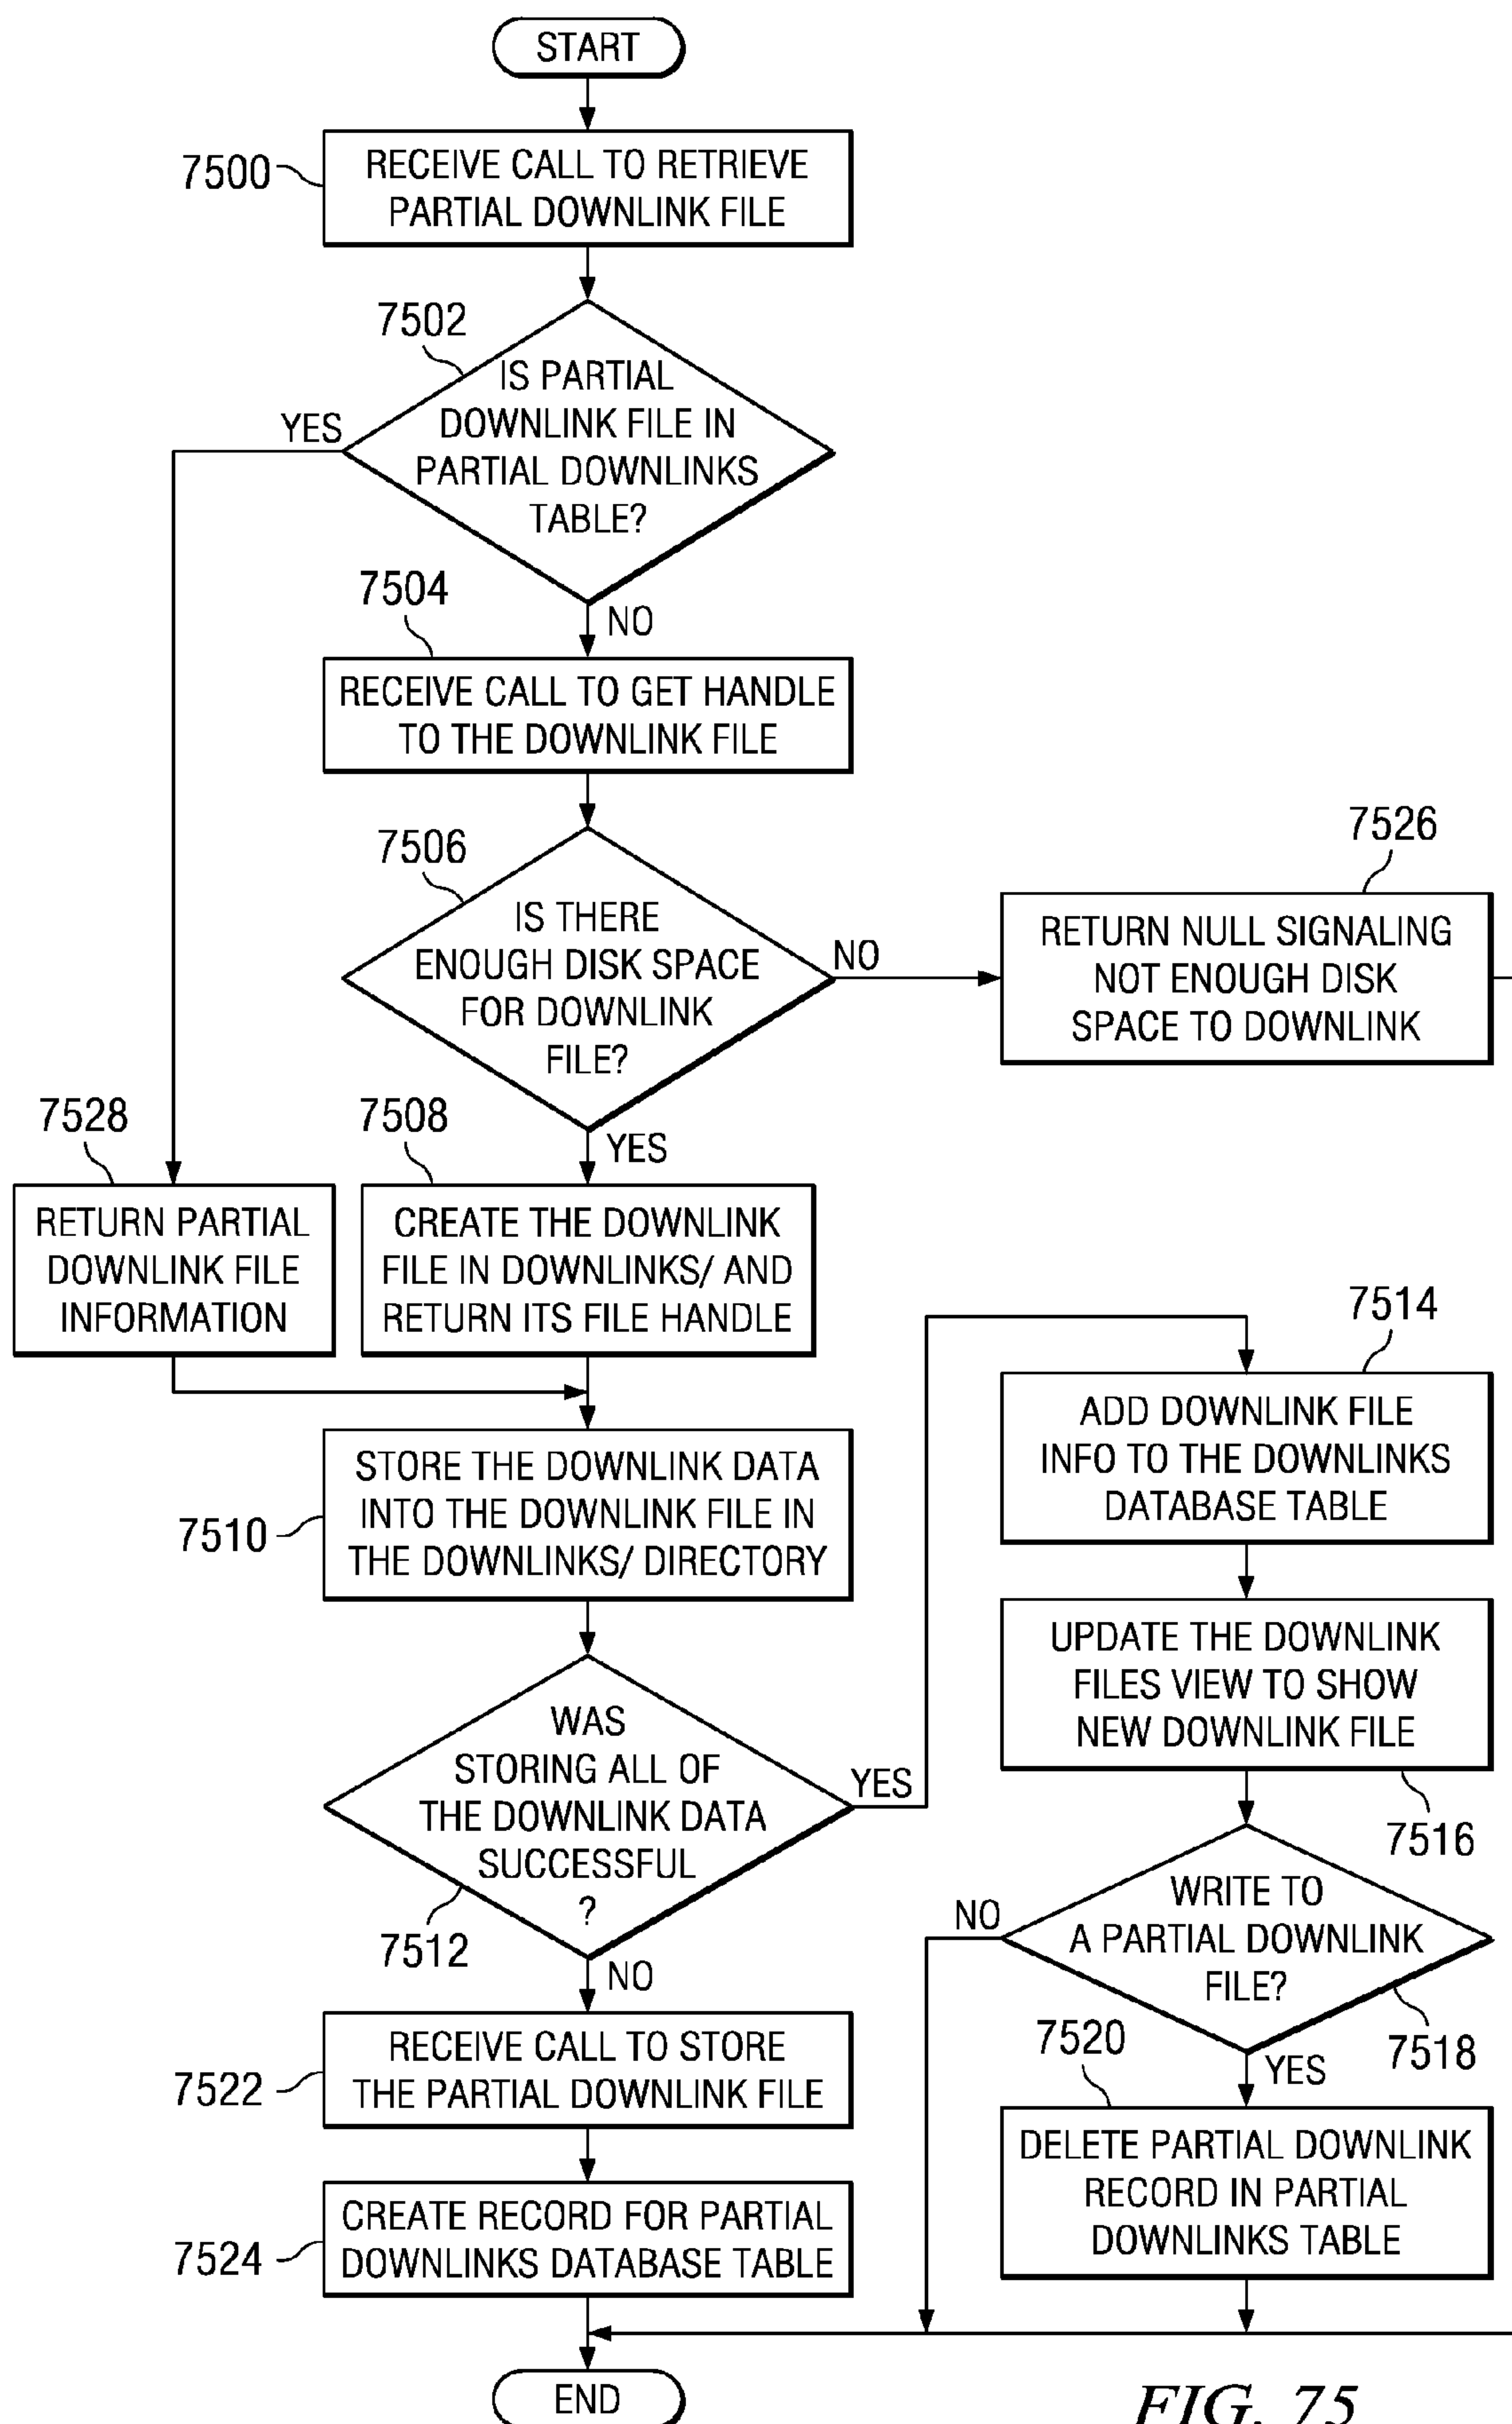 START
7500
RECEIVE CALL TO RETRIEVE
PARTIAL DOWNLINK FILE
7502
IS PARTIAL
DOWNLINK FILE IN
PARTIAL DOWNLINKS
TABLE?
YES
NO
7504
RECEIVE CALL TO GET HANDLE
TO THE DOWNLINK FILE
7506
IS THERE
ENOUGH DISK SPACE
FOR DOWNLINK
FILE?
NO
YES
7526
RETURN NULL SIGNALING
NOT ENOUGH DISK
SPACE TO DOWNLINK
7528
RETURN PARTIAL
DOWNLINK FILE
INFORMATION
7508
CREATE THE DOWNLINK
FILE IN DOWNLINKS/ AND
RETURN ITS FILE HANDLE
7510
STORE THE DOWNLINK DATA
INTO THE DOWNLINK FILE IN
THE DOWNLINKS/ DIRECTORY
WAS
STORING ALL OF
THE DOWNLINK DATA
SUCCESSFUL
?
7512
YES
NO
7514
ADD DOWNLINK FILE
INFO TO THE DOWNLINKS
DATABASE TABLE
UPDATE THE DOWNLINK
FILES VIEW TO SHOW
NEW DOWNLINK FILE
7516
WRITE TO
A PARTIAL DOWNLINK
FILE?
NO
7518
YES
7520
DELETE PARTIAL DOWNLINK
RECORD IN PARTIAL
DOWNLINKS TABLE
7522
RECEIVE CALL TO STORE
THE PARTIAL DOWNLINK FILE
7524
CREATE RECORD FOR PARTIAL
DOWNLINKS DATABASE TABLE
END
FIG. 75